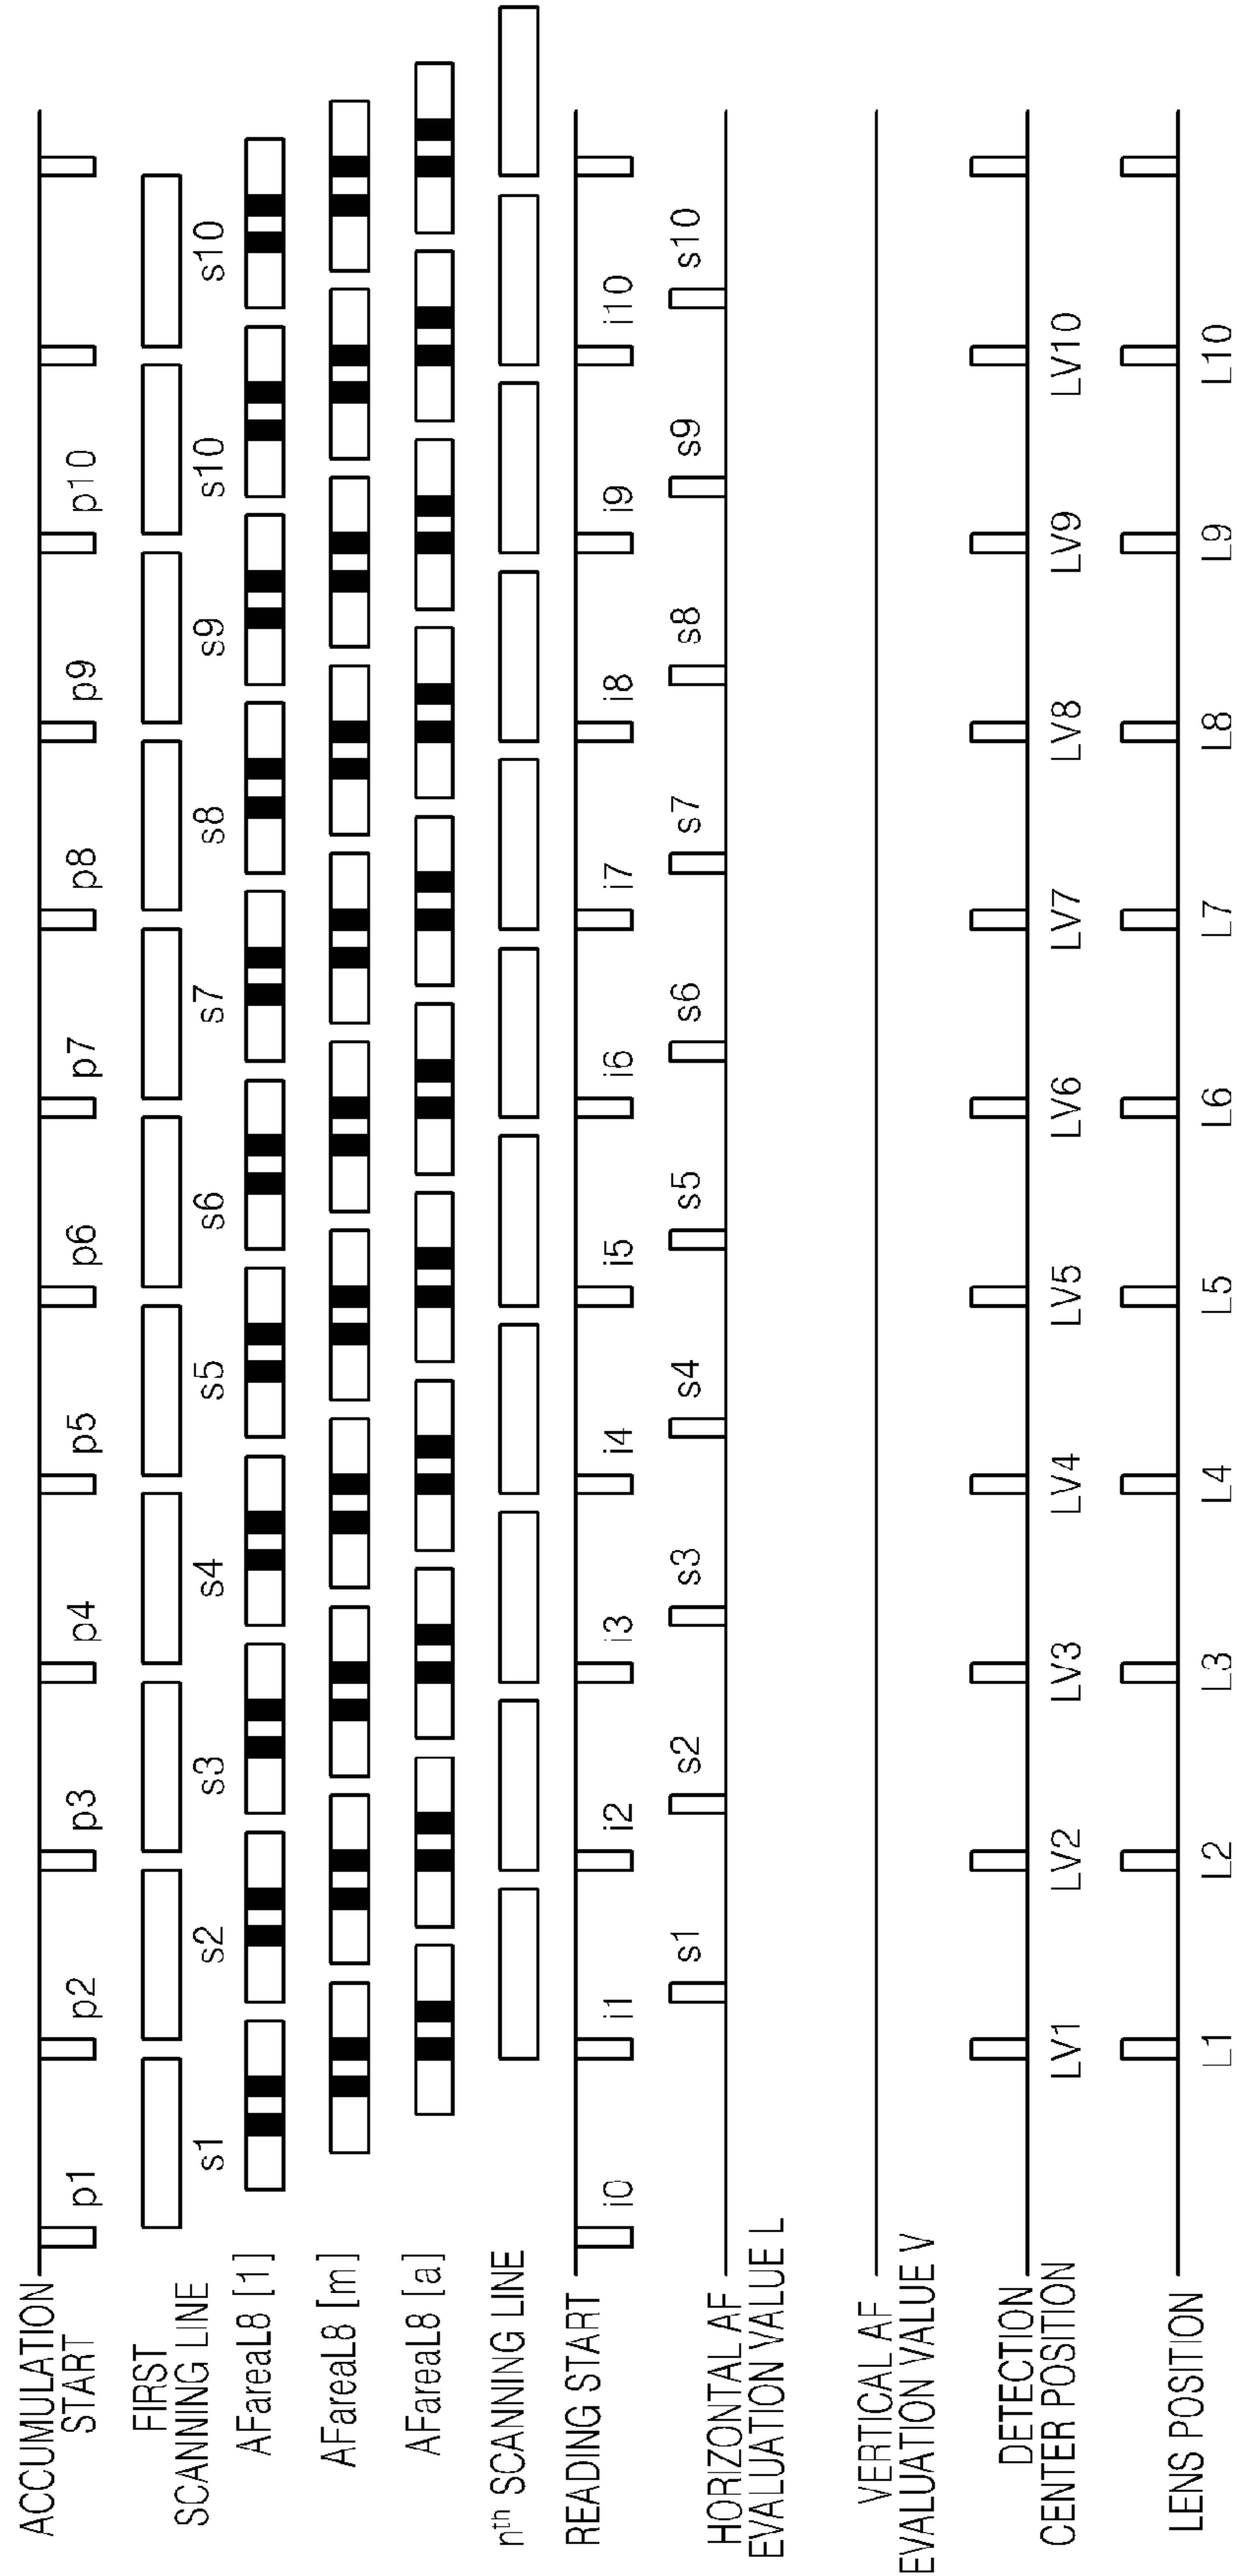 ACCUMULATION
START
p1 p2 p3 p4 p5 p6 p7 p8 p9 p10
FIRST
SCANNING LINE
s1 s2 s3 s4 s5 s6 s7 s8 s9 s10 s10
AFareaL8 [1]
AFareaL8 [m]
AFareaL8 [a]
nth SCANNING LINE
READING START
i0 i1 i2 i3 i4 i5 i6 i7 i8 i9 i10
HORIZONTAL AF
EVALUATION VALUE L
s1 s2 s3 s4 s5 s6 s7 s8 s9 s10
VERTICAL AF
EVALUATION VALUE V
DETECTION
CENTER POSITION
LV1 LV2 LV3 LV4 LV5 LV6 LV7 LV8 LV9 LV10
LENS POSITION
L1 L2 L3 L4 L5 L6 L7 L8 L9 L10